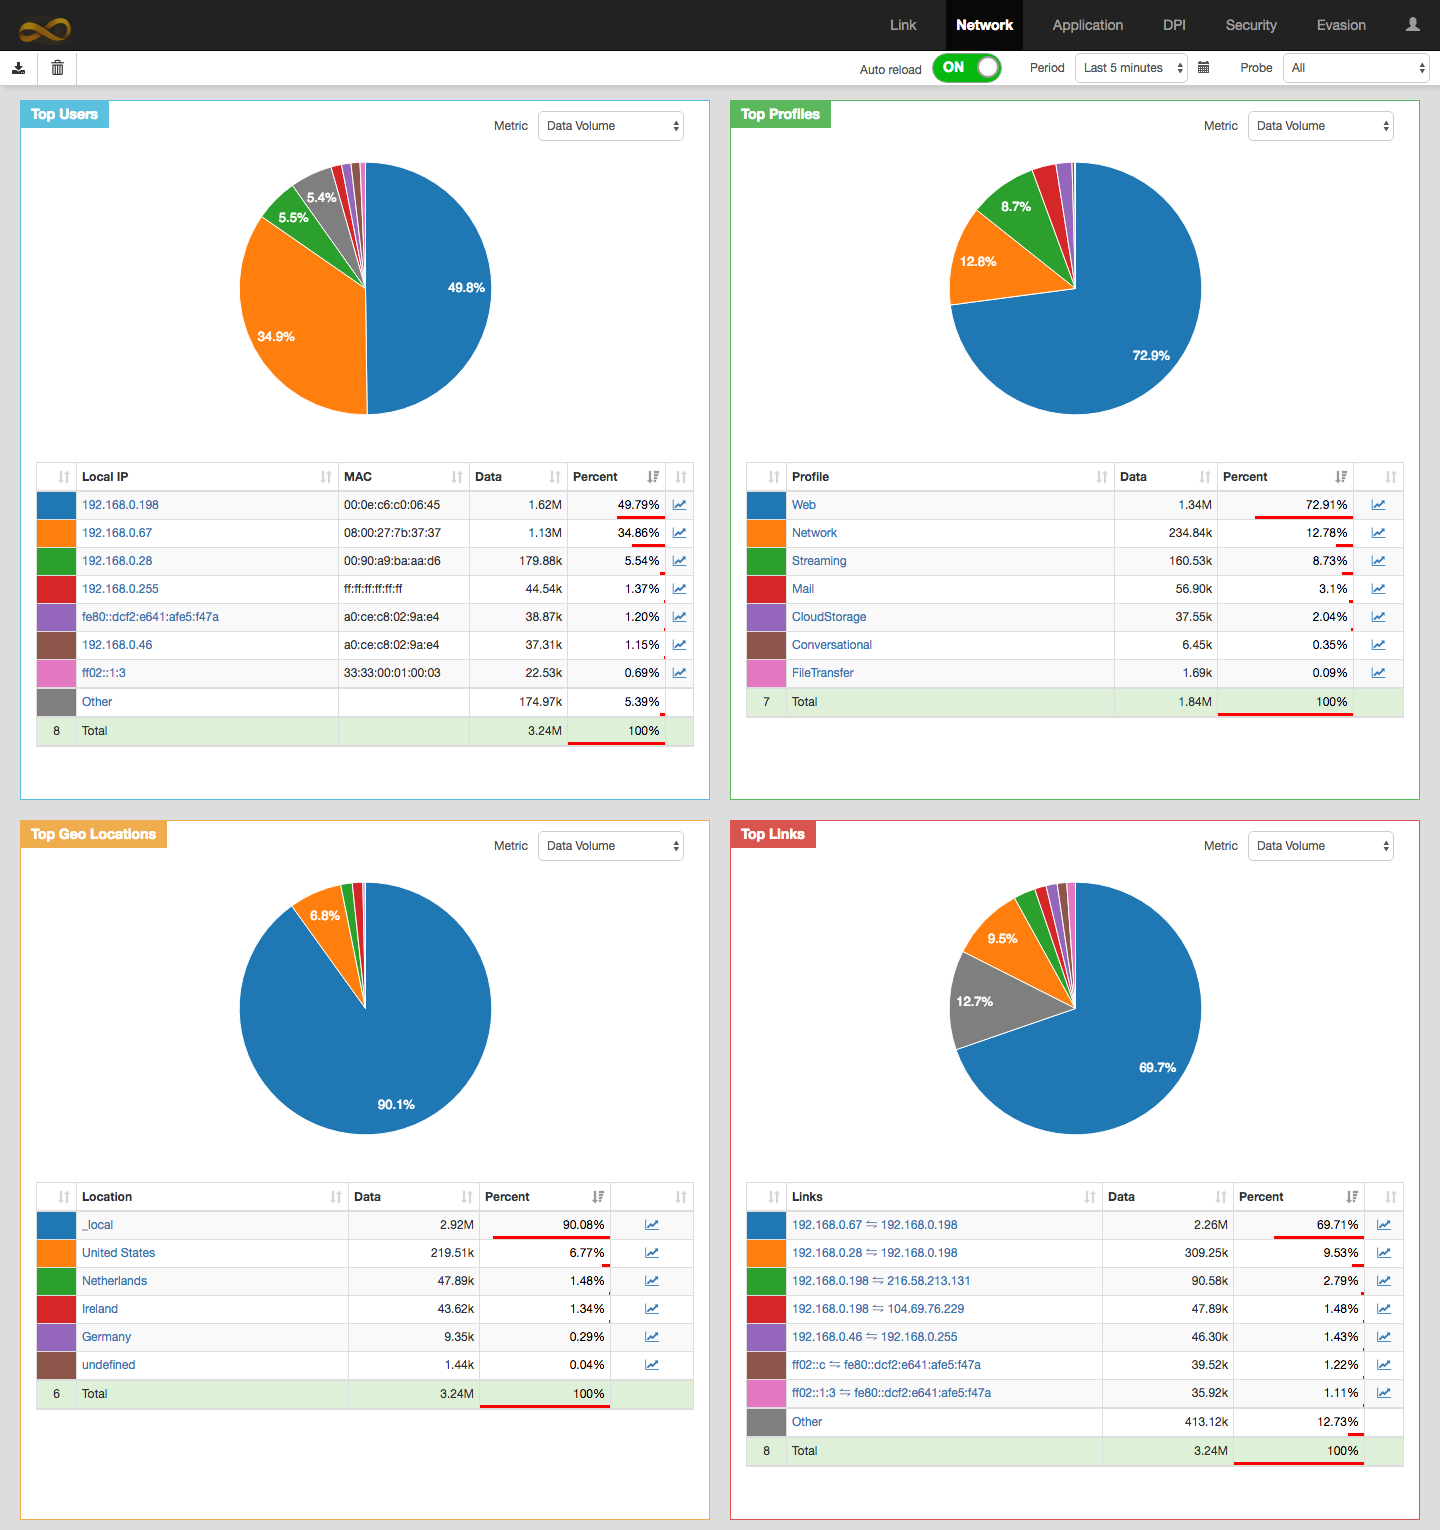 Link Network Application DPI Security Evasion
Auto reload ON Period Last 5 minutes Probe All
Top Users
Metric Data Volume
49.8%
34.9%
5.5%
5.4%
Local IP MAC Data Percent
192.168.0.198 00:0e:c6:c0:06:45 1.62M 49.79%
192.168.0.67 08:00:27:7b:37:37 1.13M 34.86%
192.168.0.28 00:90:a9:ba:aa:d6 179.88k 5.54%
192.168.0.255 ff:ff:ff:ff:ff:ff 44.54k 1.37%
fe80::dcf2:e641:afe5:f47a a0:ce:c8:02:9a:e4 38.87k 1.20%
192.168.0.46 a0:ce:c8:02:9a:e4 37.31k 1.15%
ff02::1:3 33:33:00:01:00:03 22.53k 0.69%
Other 174.97k 5.39%
8 Total 3.24M 100%
Top Profiles
Metric Data Volume
8.7%
12.8%
72.9%
Profile Data Percent
Web 1.34M 72.91%
Network 234.84k 12.78%
Streaming 160.53k 8.73%
Mail 56.90k 3.1%
CloudStorage 37.55k 2.04%
Conversational 6.45k 0.35%
FileTransfer 1.69k 0.09%
7 Total 1.84M 100%
Top Geo Locations
Metric Data Volume
6.8%
90.1%
Location Data Percent
_local 2.92M 90.08%
United States 219.51k 6.77%
Netherlands 47.89k 1.48%
Ireland 43.62k 1.34%
Germany 9.35k 0.29%
undefined 1.44k 0.04%
6 Total 3.24M 100%
Top Links
Metric Data Volume
9.5%
12.7%
69.7%
Links Data Percent
192.168.0.67 ⇋ 192.168.0.198 2.26M 69.71%
192.168.0.28 ⇋ 192.168.0.198 309.25k 9.53%
192.168.0.198 ⇋ 216.58.213.131 90.58k 2.79%
192.168.0.198 ⇋ 104.69.76.229 47.89k 1.48%
192.168.0.46 ⇋ 192.168.0.255 46.30k 1.43%
ff02::c ⇋ fe80::dcf2:e641:afe5:f47a 39.52k 1.22%
ff02::1:3 ⇋ fe80::dcf2:e641:afe5:f47a 35.92k 1.11%
Other 413.12k 12.73%
8 Total 3.24M 100%